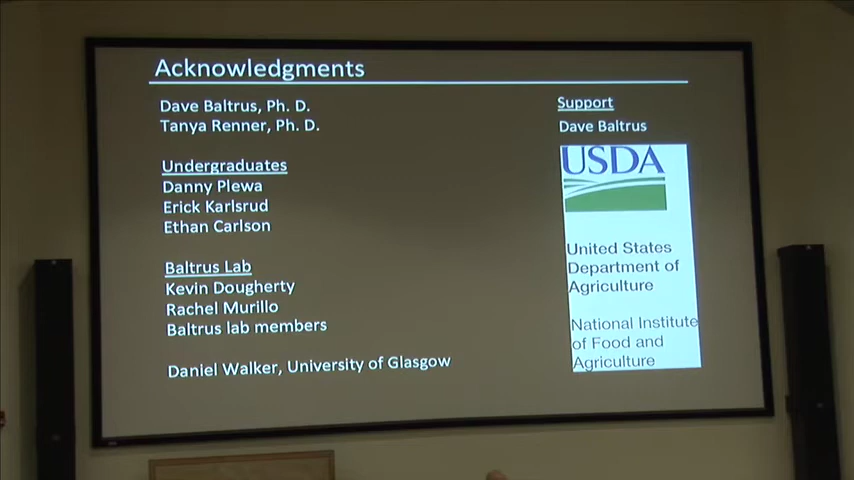 Acknowledgments
Dave Baltrus, Ph. D.
Tanya Renner, Ph. D.
Undergraduates
Danny Plewa
Erick Karlsrud
Ethan Carlson
Baltrus Lab
Kevin Dougherty
Rachel Murillo
Baltrus lab members
Daniel Walker, University of Glasgow
Support
Dave Baltrus
USDA
United States
Department of
Agriculture
National Institute
of Food and
Agriculture